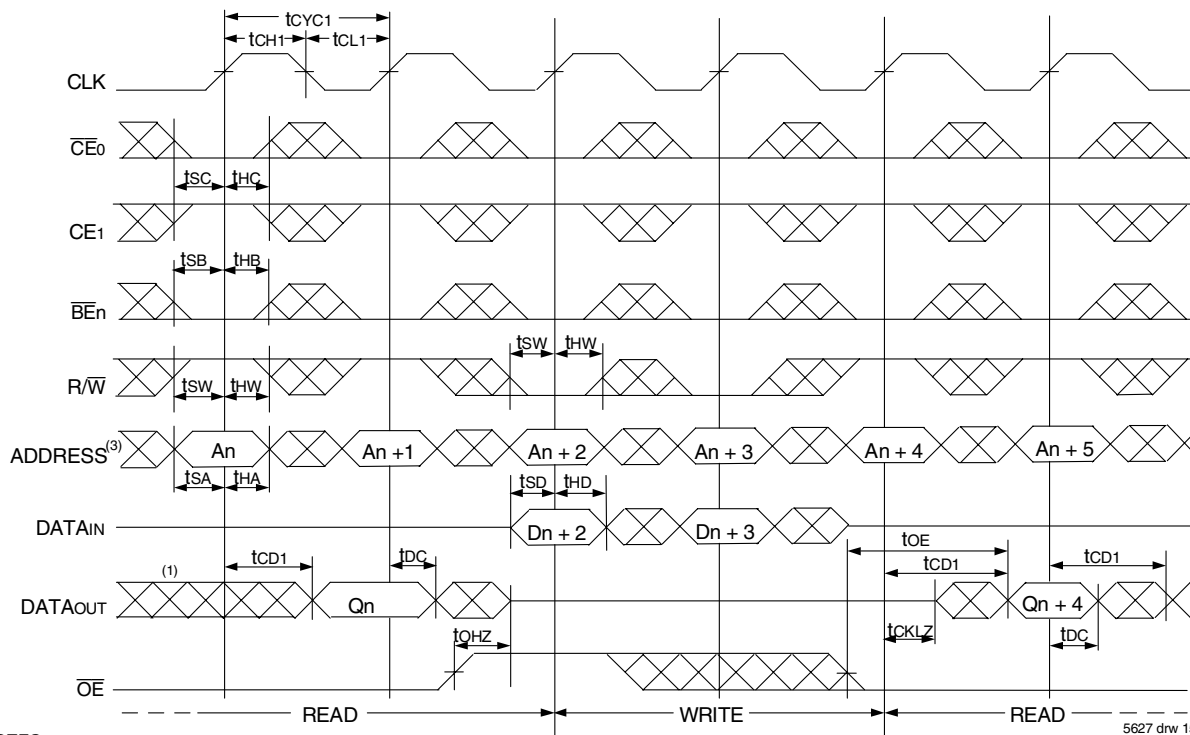 tCYC1
tCH1 tCL1
CLK
CE0
tSC tHC
CE1
tSB tHB
BEn
tSW tHW
R/W
tSW tHW
ADDRESS(3) An An +1 An + 2 An + 3 An + 4 An + 5
tSA tHA
tSD tHD
DATAIN Dn + 2 Dn + 3
tOE
tCD1 tDC tCD1 tCD1
(1)
DATAOUT Qn Qn + 4
tOHZ tCKLZ tDC
OE
READ WRITE READ
5627 drw